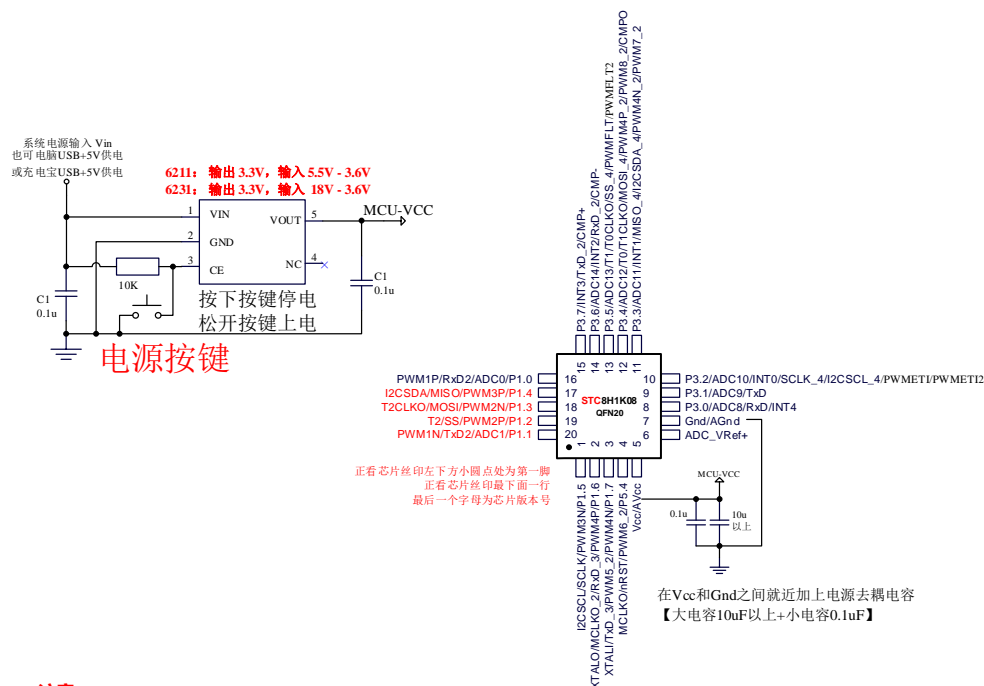 系统电源输入 Vin
也可电脑USB+5V供电
或充电宝USB+5V供电
6211： 输出 3.3V，输入 5.5V - 3.6V
6231： 输出 3.3V，输入 18V - 3.6V
1 VIN
2 GND
3 CE
VOUT 5
NC 4
MCU-VCC
10K
C1
0.1u
C1
0.1u
按下按键停电
松开按键上电
电源按键
P3.7/INT3/TxD_2/CMP+
P3.6/ADC14/INT2/RxD_2/CMP-
P3.5/ADC13/T1/T0CLKO/SS_4/PWMFLT/PWMFLT2
P3.4/ADC12/T0/T1CLKO/MOSI_4/PWM4P_2/PWM8_2/CMPO
P3.3/ADC11/INT1/MISO_4/I2CSDA_4/PWM4N_2/PWM7_2
15 14 13 12 11
PWM1P/RxD2/ADC0/P1.0 16
I2CSDA/MISO/PWM3P/P1.4 17
T2CLKO/MOSI/PWM2N/P1.3 18
T2/SS/PWM2P/P1.2 19
PWM1N/TxD2/ADC1/P1.1 20
STC8H1K08
QFN20
10 P3.2/ADC10/INT0/SCLK_4/I2CSCL_4/PWMETI/PWMETI2
9 P3.1/ADC9/TxD
8 P3.0/ADC8/RxD/INT4
7 Gnd/AGnd
6 ADC_VRef+
1 2 3 4 5
I2CSCL/SCLK/PWM3N/P1.5
XTALO/MCLKO_2/RxD_3/PWM4P/P1.6
XTALI/TxD_3/PWM5_2/PWM4N/P1.7
MCLKO/nRST/PWM6_2/P5.4
Vcc/AVcc
正看芯片丝印左下方小圆点处为第一脚
正看芯片丝印最下面一行
最后一个字母为芯片版本号
MCU-VCC
0.1u
10u
以上
在Vcc和Gnd之间就近加上电源去耦电容
【大电容10uF以上+小电容0.1uF】